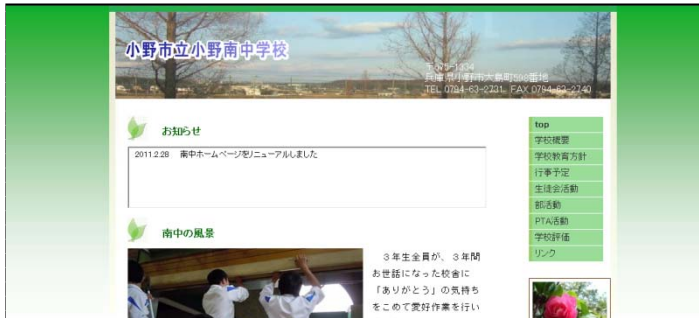 小野市立小野南中学校
〒675-1334
兵庫県小野市大島町598番地
TEL 0794-63-2731 FAX 0794-63-2740
お知らせ
2011.2.28 南中ホームページをリニューアルしました
南中の風景
3年生全員が、3年間
お世話になった校舎に
「ありがとう」の気持ち
をこめて愛好作業を行い
top
学校概要
学校教育方針
行事予定
生徒会活動
部活動
PTA活動
学校評価
リンク